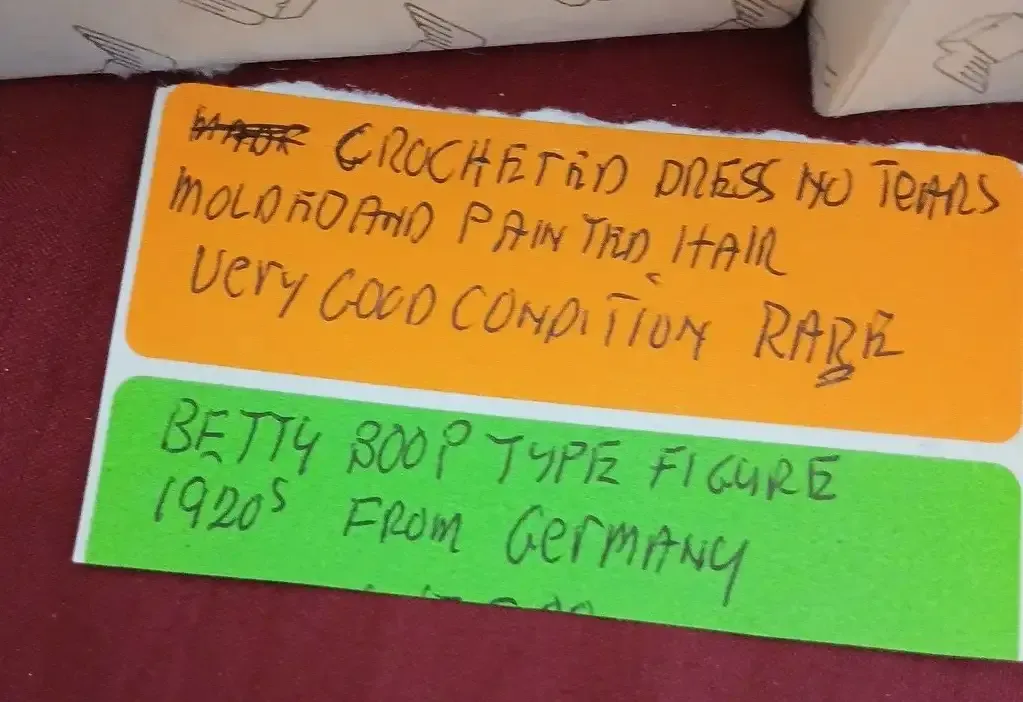 CROCHETED DRESS NO TEARS
MOLDED AND PAINTED HAIR
Very GOOD CONDITION RARE
BETTY BOOP TYPE FIGURE
1920s FROM GerMANY